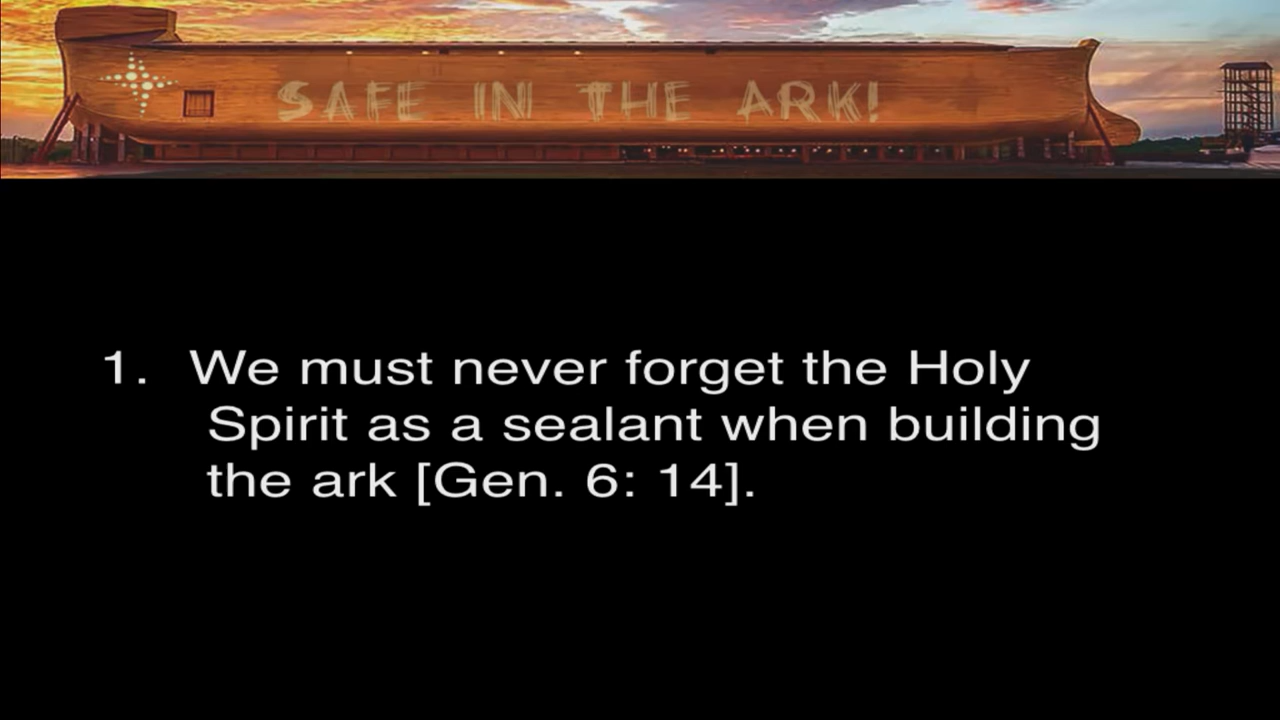 SAFE IN THE ARK!
1. We must never forget the Holy
Spirit as a sealant when building
the ark [Gen. 6: 14].